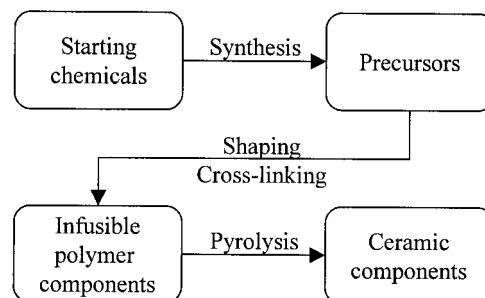 Starting
chemicals
Synthesis
Precursors
Shaping
Cross-linking
Infusible
polymer
components
Pyrolysis
Ceramic
components